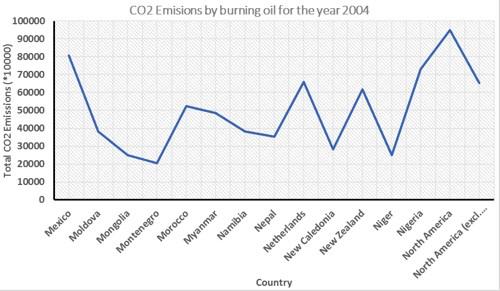 CO2 Emisions by burning oil for the year 2004
Total CO2 Emissions (*10000)
100000
90000
80000
70000
60000
50000
40000
30000
20000
10000
0
Mexico
Moldova
Mongolia
Montenegro
Morocco
Myanmar
Namibia
Nepal
Netherlands
New Caledonia
New Zealand
Niger
Nigeria
North America
North America (excl....
Country